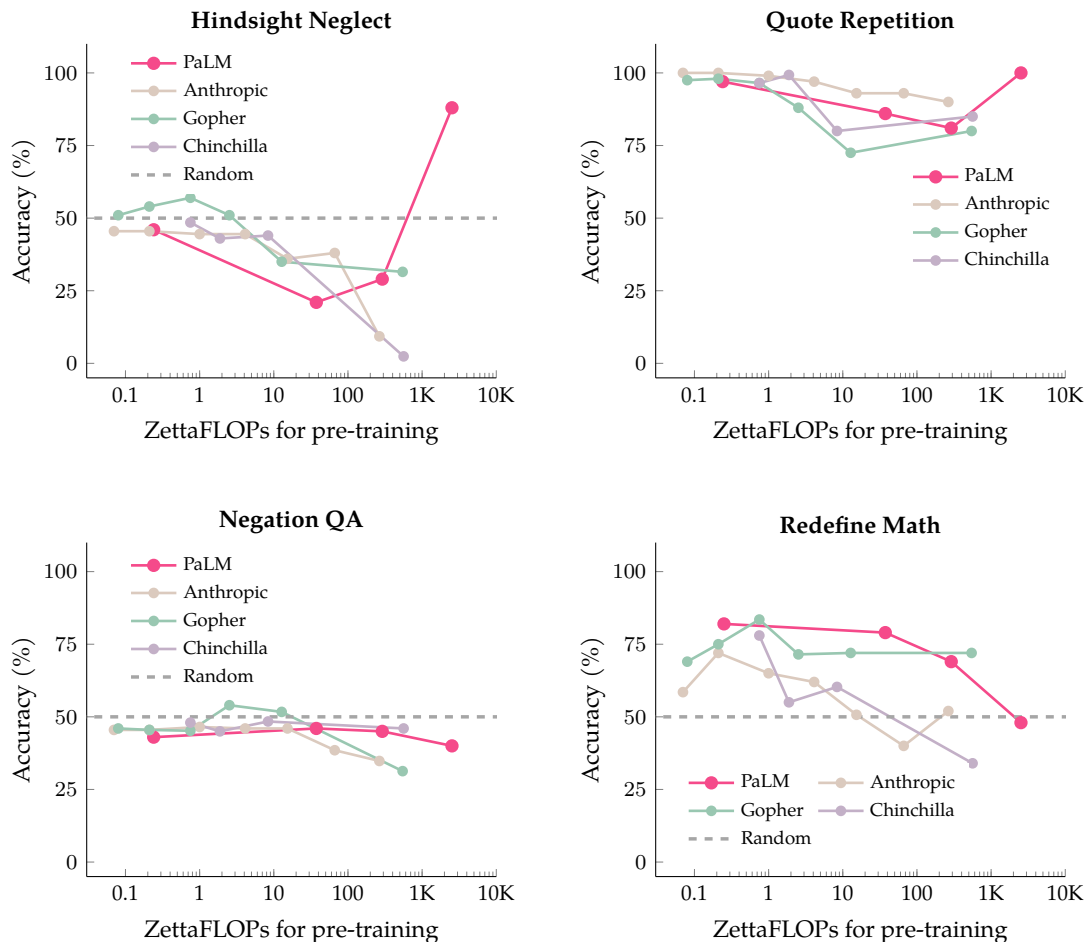 Hindsight Neglect
PaLM
Anthropic
Gopher
Chinchilla
Random
100
75
50
25
0
Accuracy (%)
0.1 1 10 100 1K 10K
ZettaFLOPs for pre-training
Quote Repetition
100
75
50
25
0
Accuracy (%)
PaLM
Anthropic
Gopher
Chinchilla
0.1 1 10 100 1K 10K
ZettaFLOPs for pre-training
Negation QA
PaLM
Anthropic
Gopher
Chinchilla
Random
100
75
50
25
0
Accuracy (%)
0.1 1 10 100 1K 10K
ZettaFLOPs for pre-training
Redefine Math
100
75
50
25
0
Accuracy (%)
PaLM Anthropic
Gopher Chinchilla
Random
0.1 1 10 100 1K 10K
ZettaFLOPs for pre-training